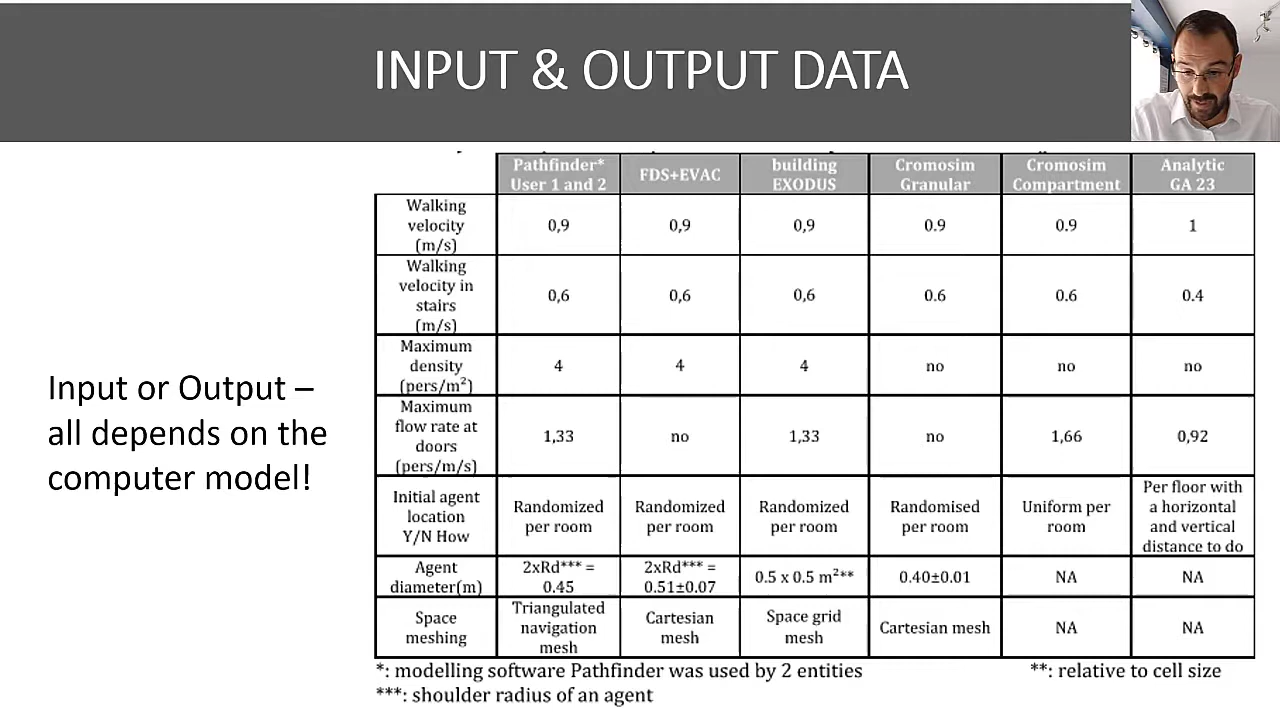 INPUT & OUTPUT DATA
Pathfinder*
User 1 and 2
FDS+EVAC
building
EXODUS
Cromosim
Granular
Cromosim
Compartment
Analytic
GA 23
Walking
velocity
(m/s)
0,9
0,9
0,9
0.9
0.9
1
Walking
velocity in
stairs
(m/s)
0,6
0,6
0,6
0.6
0.6
0.4
Maximum
density
(pers/m²)
4
4
4
no
no
no
Maximum
flow rate at
doors
(pers/m/s)
1,33
no
1,33
no
1,66
0,92
Initial agent
location
Y/N How
Randomized
per room
Randomized
per room
Randomized
per room
Randomised
per room
Uniform per
room
Per floor with
a horizontal
and vertical
distance to do
Agent
diameter(m)
2xRd*** =
0.45
2xRd*** =
0.51±0.07
0.5 x 0.5 m²**
0.40±0.01
NA
NA
Space
meshing
Triangulated
navigation
mesh
Cartesian
mesh
Space grid
mesh
Cartesian mesh
NA
NA
*: modelling software Pathfinder was used by 2 entities
**: relative to cell size
***: shoulder radius of an agent
Input or Output –
all depends on the
computer model!